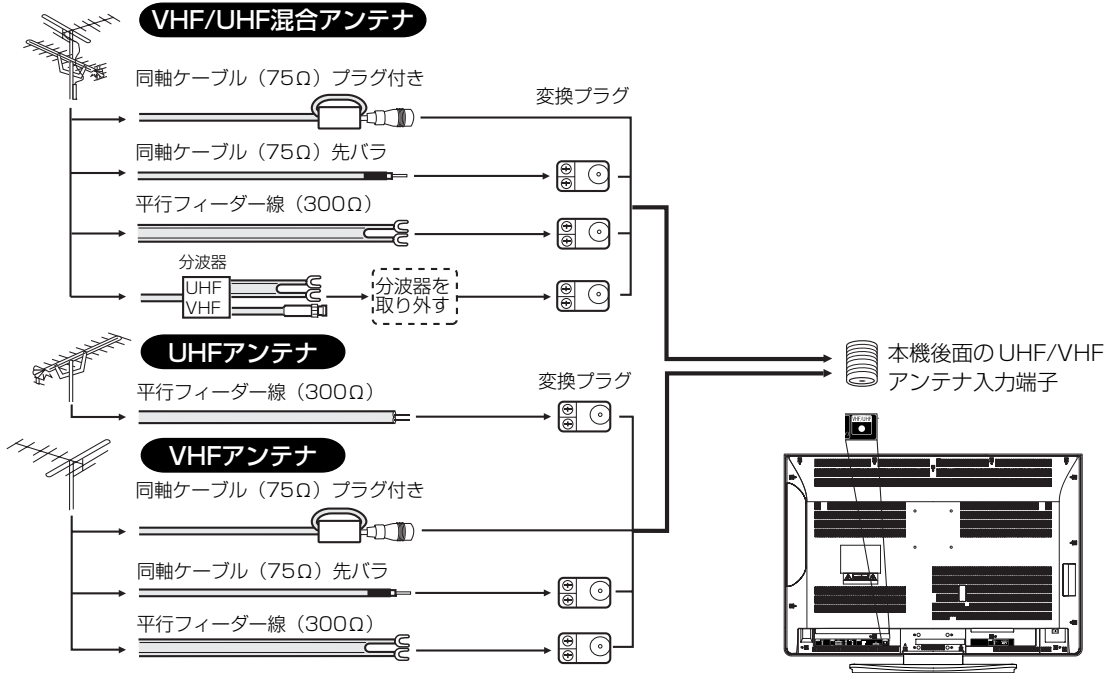 VHF/UHF混合アンテナ
同軸ケーブル（75Ω）プラグ付き
変換プラグ
同軸ケーブル（75Ω）先バラ
平行フィーダー線（300Ω）
分波器
UHF
VHF
分波器を
取り外す
UHFアンテナ
平行フィーダー線（300Ω）
変換プラグ
本機後面のUHF/VHF
アンテナ入力端子
VHF/UHF
VHFアンテナ
同軸ケーブル（75Ω）プラグ付き
同軸ケーブル（75Ω）先バラ
平行フィーダー線（300Ω）